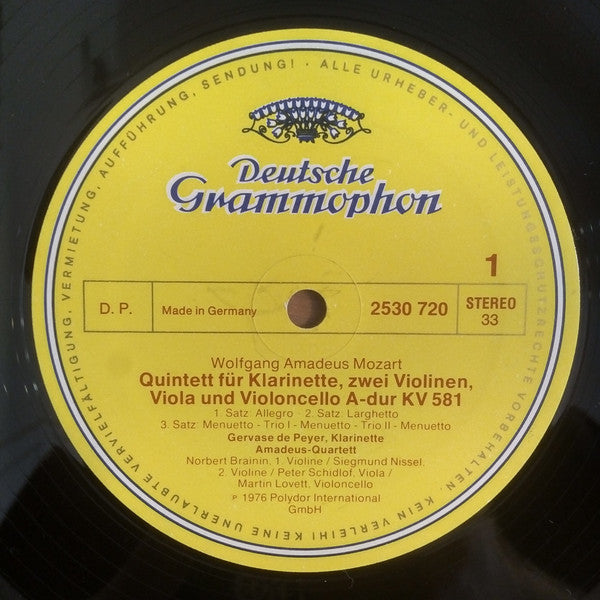 ALLE URHEBER- UND LEISTUNGSSCHUTZRECHTE VORBEHALTEN. KEIN VERLEIH! KEINE UNERLAUBTE VERVIELFÄLTIGUNG, VERMIETUNG, AUFFÜHRUNG, SENDUNG! ·
Deutsche
Grammophon
1
D. P.
Made in Germany
2530 720
STEREO
33
Wolfgang Amadeus Mozart
Quintett für Klarinette, zwei Violinen,
Viola und Violoncello A-dur KV 581
1. Satz: Allegro - 2. Satz: Larghetto
3. Satz: Menuetto - Trio I - Menuetto - Trio II - Menuetto
Gervase de Peyer, Klarinette
Amadeus-Quartett
Norbert Brainin, 1. Violine / Siegmund Nissel,
2. Violine / Peter Schidlof, Viola /
Martin Lovett, Violoncello
℗ 1976 Polydor International
GmbH